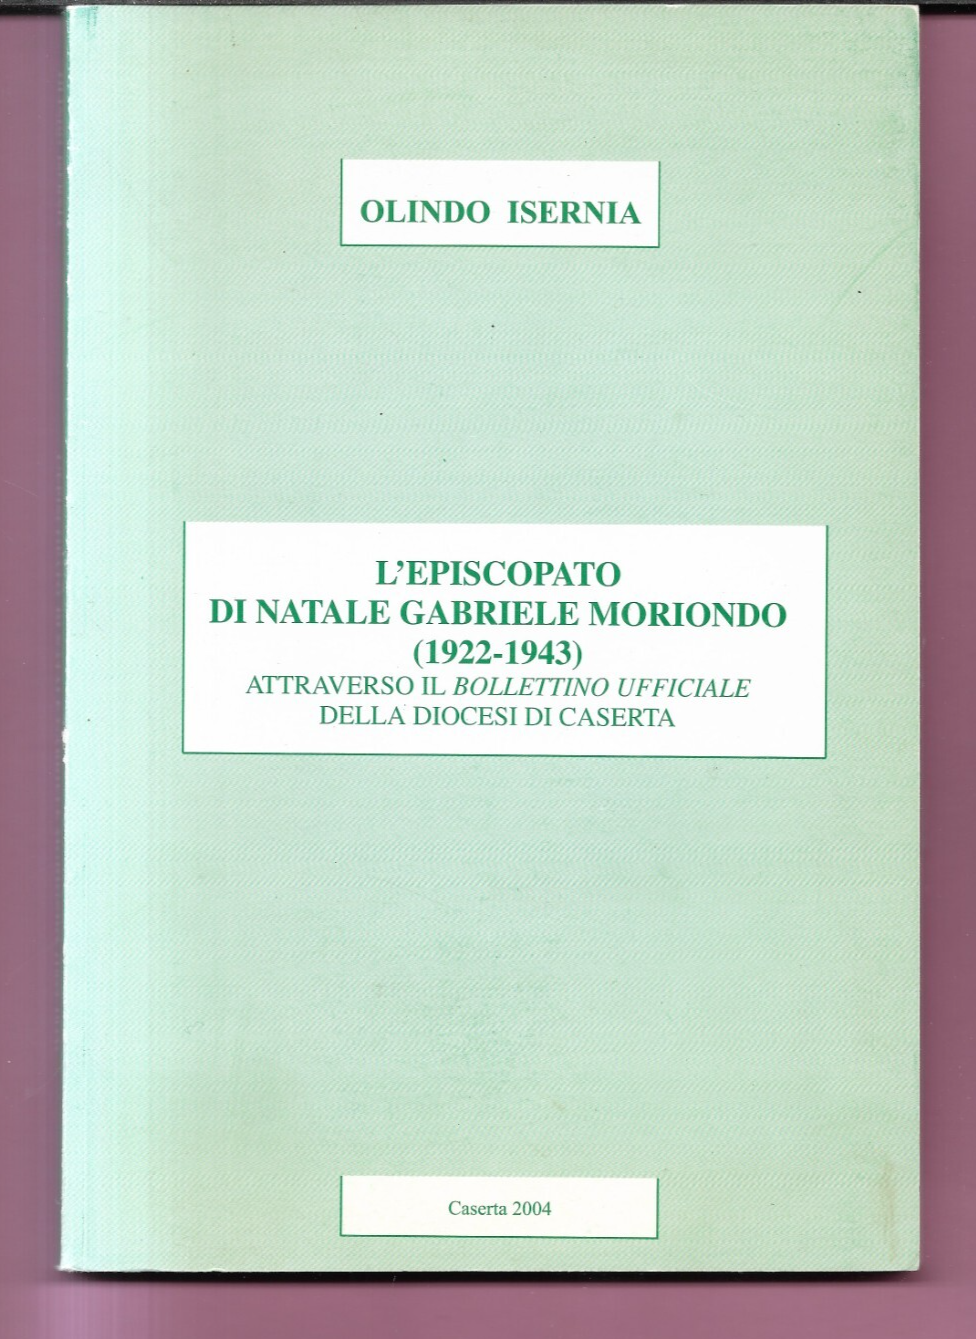 OLINDO ISERNIA
L'EPISCOPATO
DI NATALE GABRIELE MORIONDO
(1922-1943)
ATTRAVERSO IL BOLLETTINO UFFICIALE
DELLA DIOCESI DI CASERTA
Caserta 2004